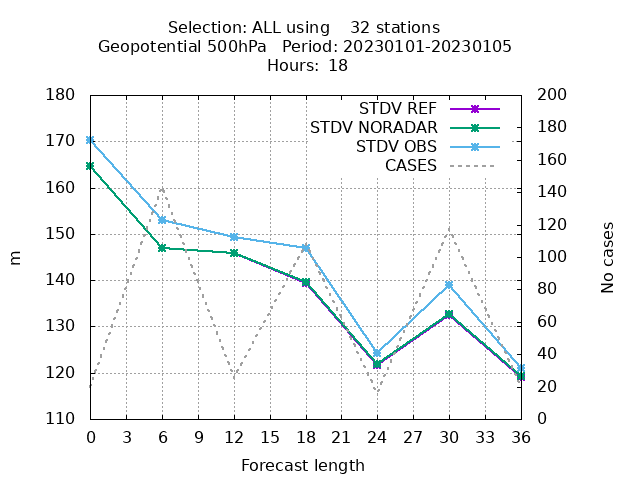 Selection: ALL using    32 stations
Geopotential 500hPa   Period: 20230101-20230105
Hours:  18
STDV REF
STDV NORADAR
STDV OBS
CASES
180
170
160
150
140
130
120
110
m
200
180
160
140
120
100
80
60
40
20
0
No cases
0 3 6 9 12 15 18 21 24 27 30 33 36
Forecast length